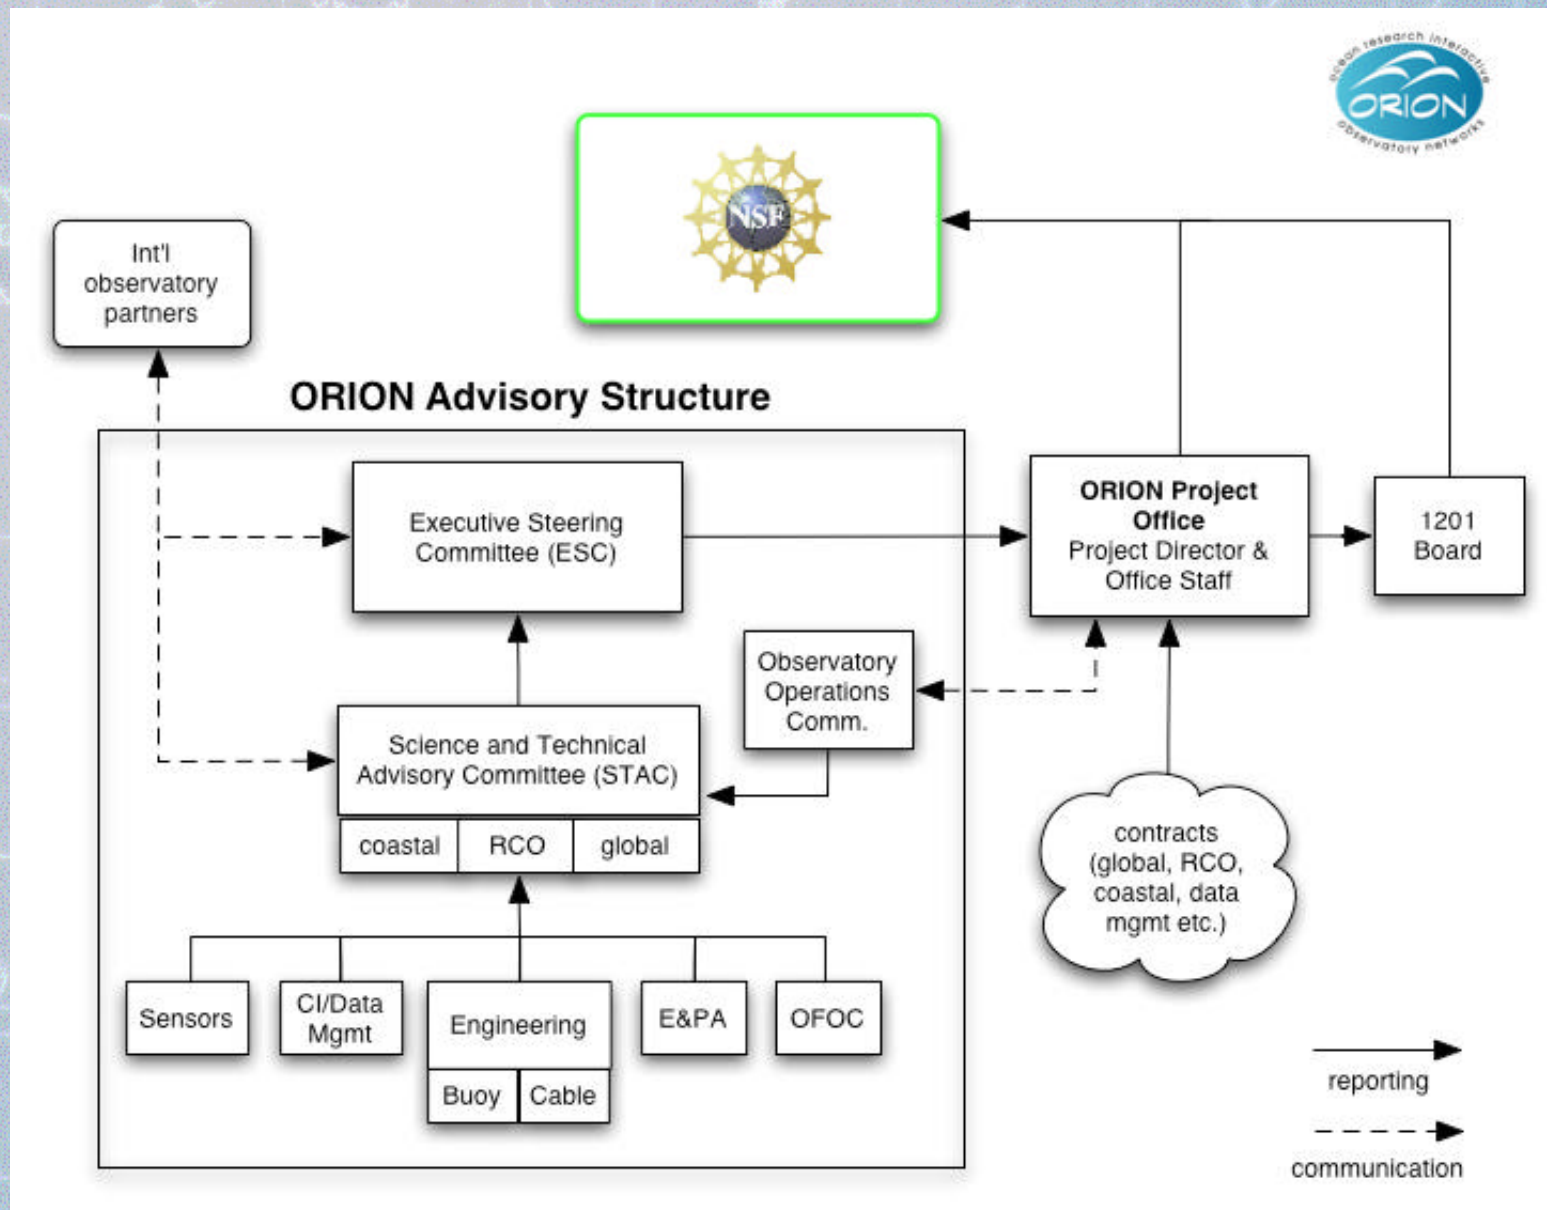 ocean research interactive
ORION
observatory networks
NSF
Int'l
observatory
partners
ORION Advisory Structure
Executive Steering
Committee (ESC)
ORION Project
Office
Project Director &
Office Staff
1201
Board
Observatory
Operations
Comm.
Science and Technical
Advisory Committee (STAC)
coastal
RCO
global
contracts
(global, RCO,
coastal, data
mgmt etc.)
Sensors
CI/Data
Mgmt
Engineering
E&PA
OFOC
Buoy
Cable
reporting
communication